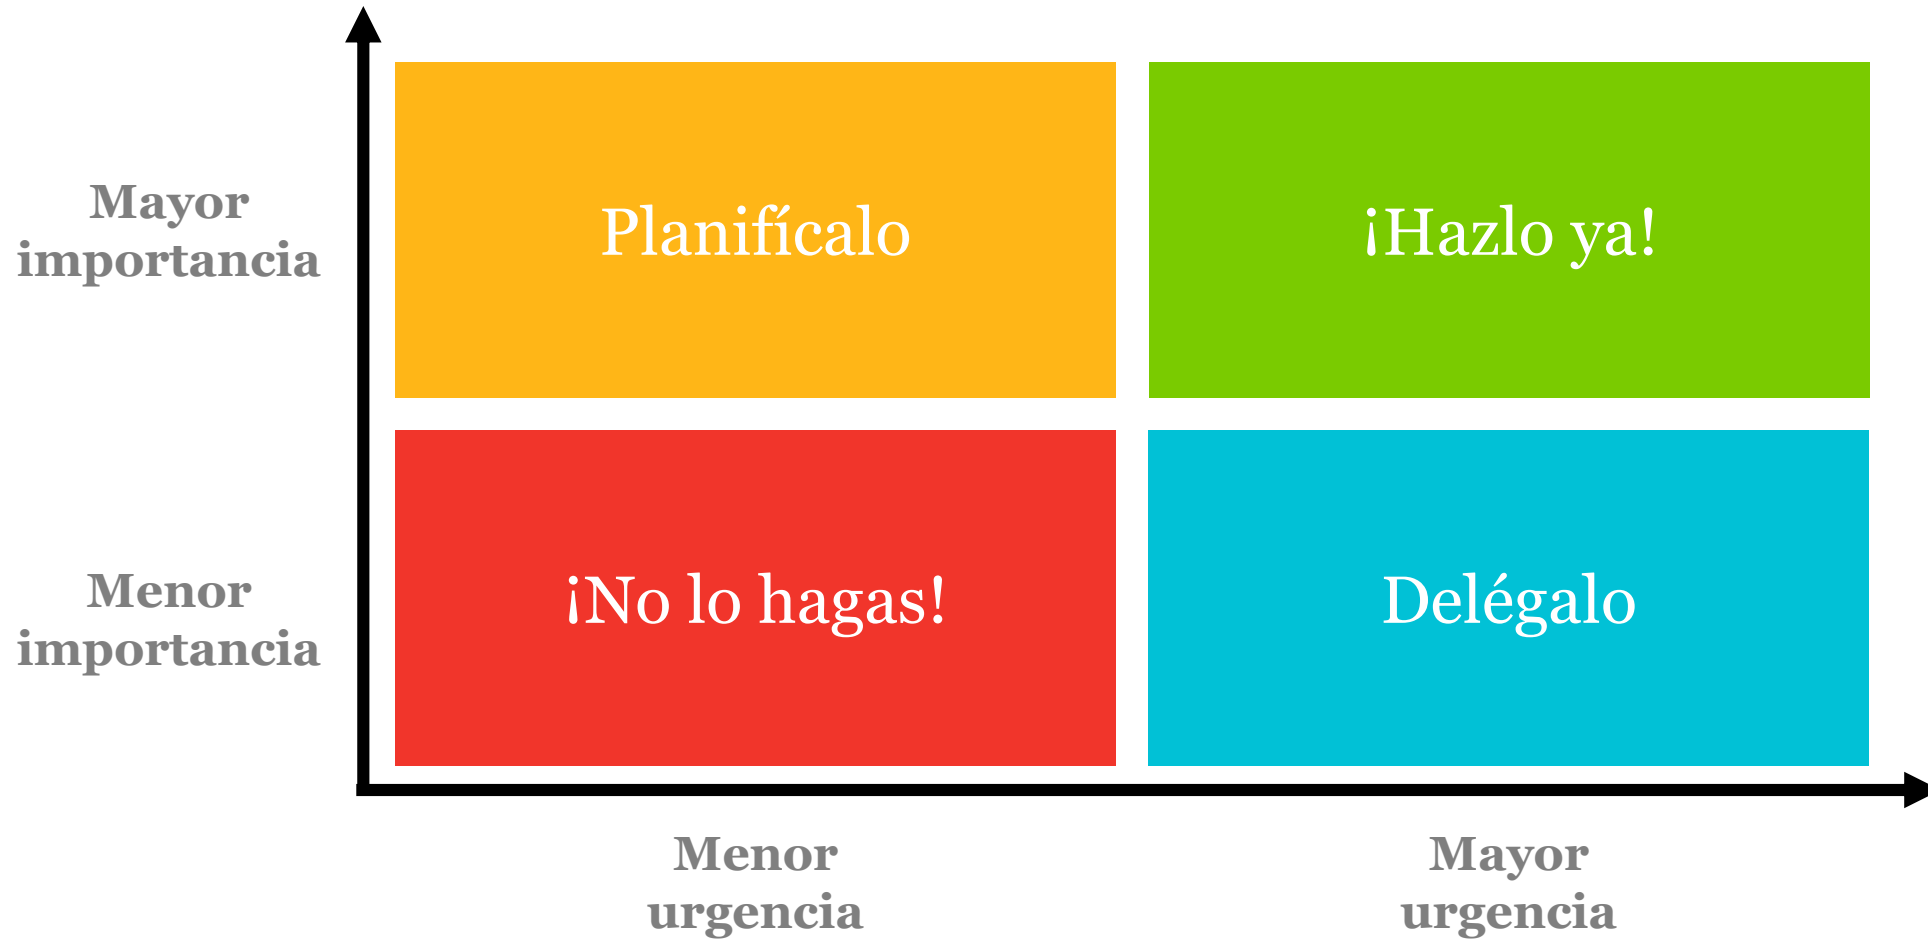 Mayor
importancia
Planifícalo
¡Hazlo ya!
Menor
importancia
¡No lo hagas!
Delégalo
Menor
urgencia
Mayor
urgencia